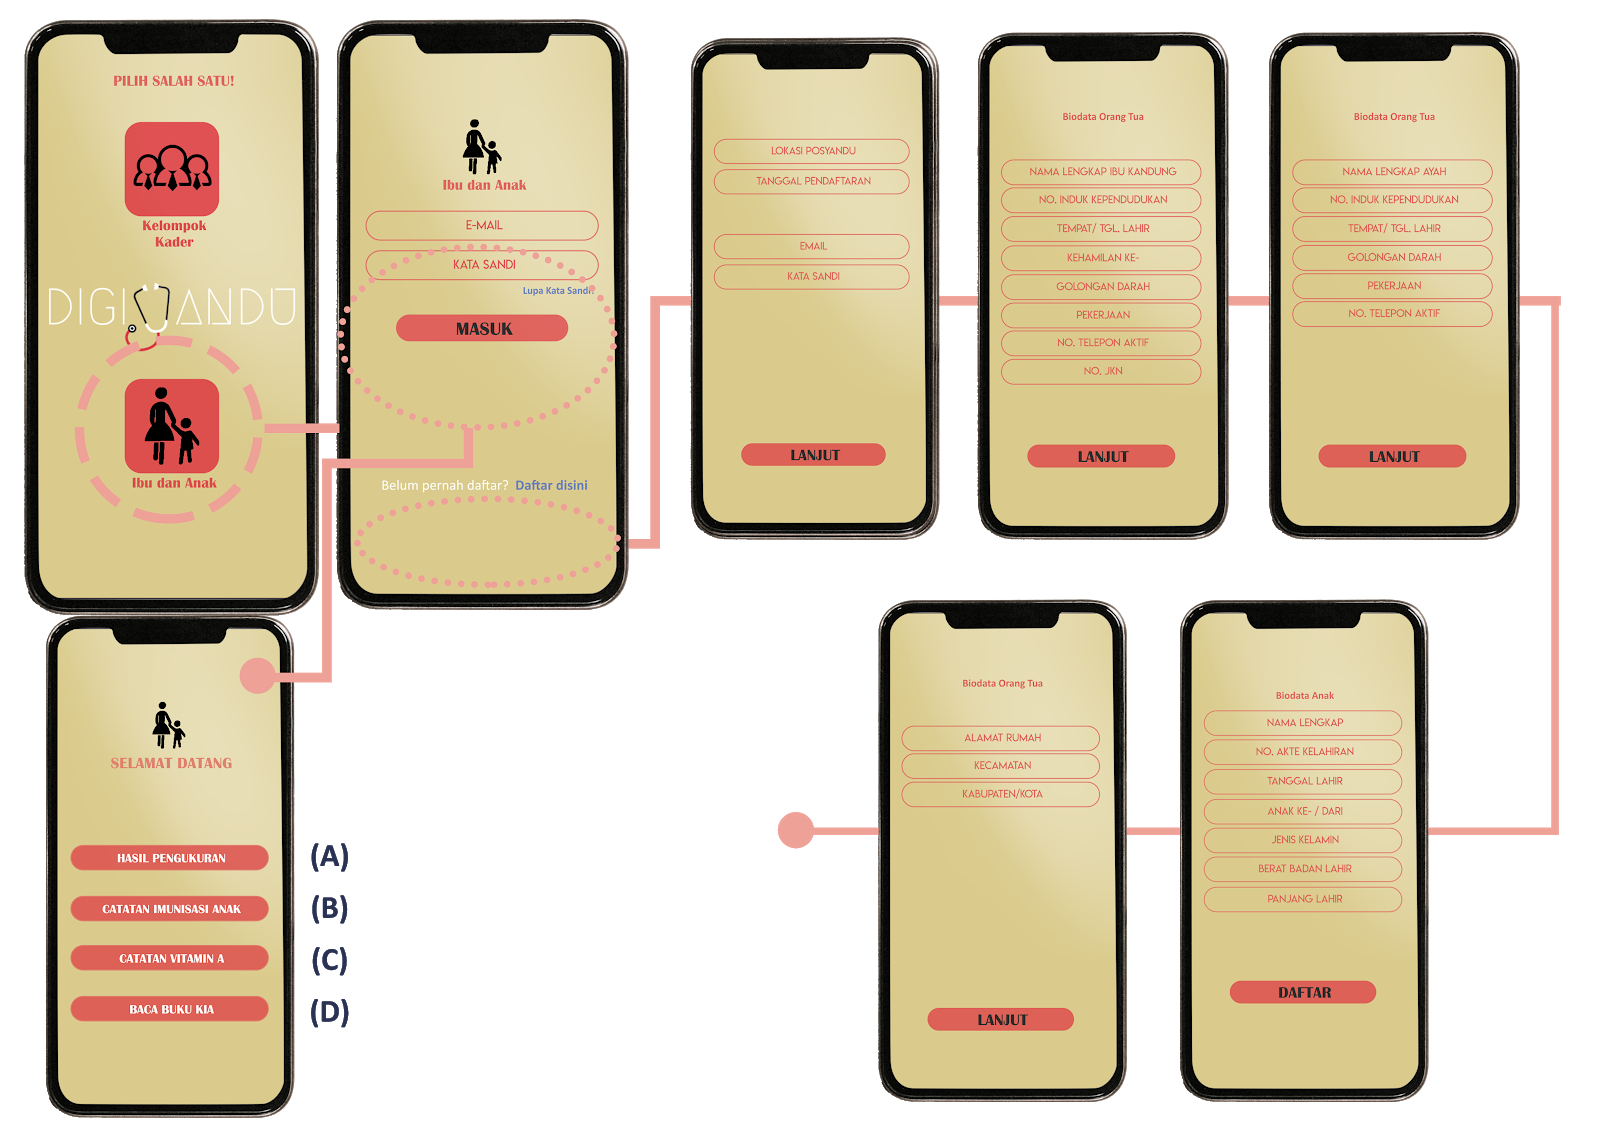 PILIH SALAH SATU!
Kelompok
Kader
DIGIYANDU
Ibu dan Anak
Ibu dan Anak
E-MAIL
KATA SANDI
Lupa Kata Sandi?
MASUK
Belum pernah daftar? Daftar disini
LOKASI POSYANDU
TANGGAL PENDAFTARAN
EMAIL
KATA SANDI
LANJUT
Biodata Orang Tua
NAMA LENGKAP IBU KANDUNG
NO. INDUK KEPENDUDUKAN
TEMPAT/ TGL. LAHIR
KEHAMILAN KE-
GOLONGAN DARAH
PEKERJAAN
NO. TELEPON AKTIF
NO. JKN
LANJUT
Biodata Orang Tua
NAMA LENGKAP AYAH
NO. INDUK KEPENDUDUKAN
TEMPAT/ TGL. LAHIR
GOLONGAN DARAH
PEKERJAAN
NO. TELEPON AKTIF
LANJUT
SELAMAT DATANG
HASIL PENGUKURAN (A)
CATATAN IMUNISASI ANAK (B)
CATATAN VITAMIN A (C)
BACA BUKU KIA (D)
Biodata Orang Tua
ALAMAT RUMAH
KECAMATAN
KABUPATEN/KOTA
LANJUT
Biodata Anak
NAMA LENGKAP
NO. AKTE KELAHIRAN
TANGGAL LAHIR
ANAK KE- / DARI
JENIS KELAMIN
BERAT BADAN LAHIR
PANJANG LAHIR
DAFTAR